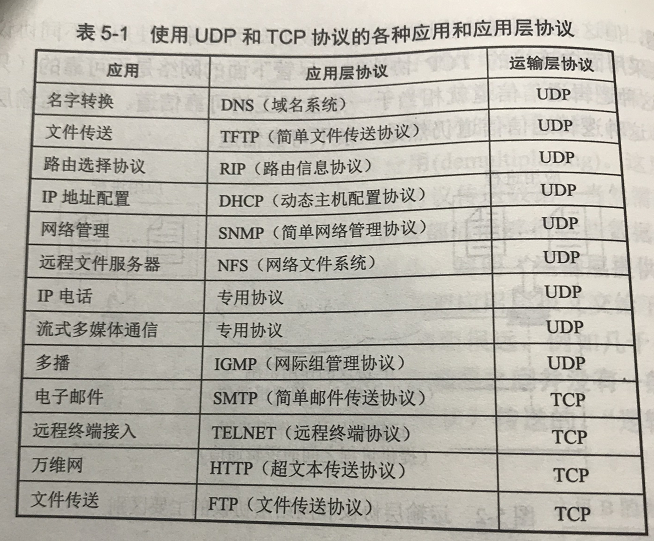 表 5-1 使用 UDP 和 TCP 协议的各种应用和应用层协议
应用 应用层协议 运输层协议
名字转换 DNS（域名系统） UDP
文件传送 TFTP（简单文件传送协议） UDP
路由选择协议 RIP（路由信息协议） UDP
IP 地址配置 DHCP（动态主机配置协议） UDP
网络管理 SNMP（简单网络管理协议） UDP
远程文件服务器 NFS（网络文件系统） UDP
IP 电话 专用协议 UDP
流式多媒体通信 专用协议 UDP
多播 IGMP（网际组管理协议） UDP
电子邮件 SMTP（简单邮件传送协议） TCP
远程终端接入 TELNET（远程终端协议） TCP
万维网 HTTP（超文本传送协议） TCP
文件传送 FTP（文件传送协议） TCP